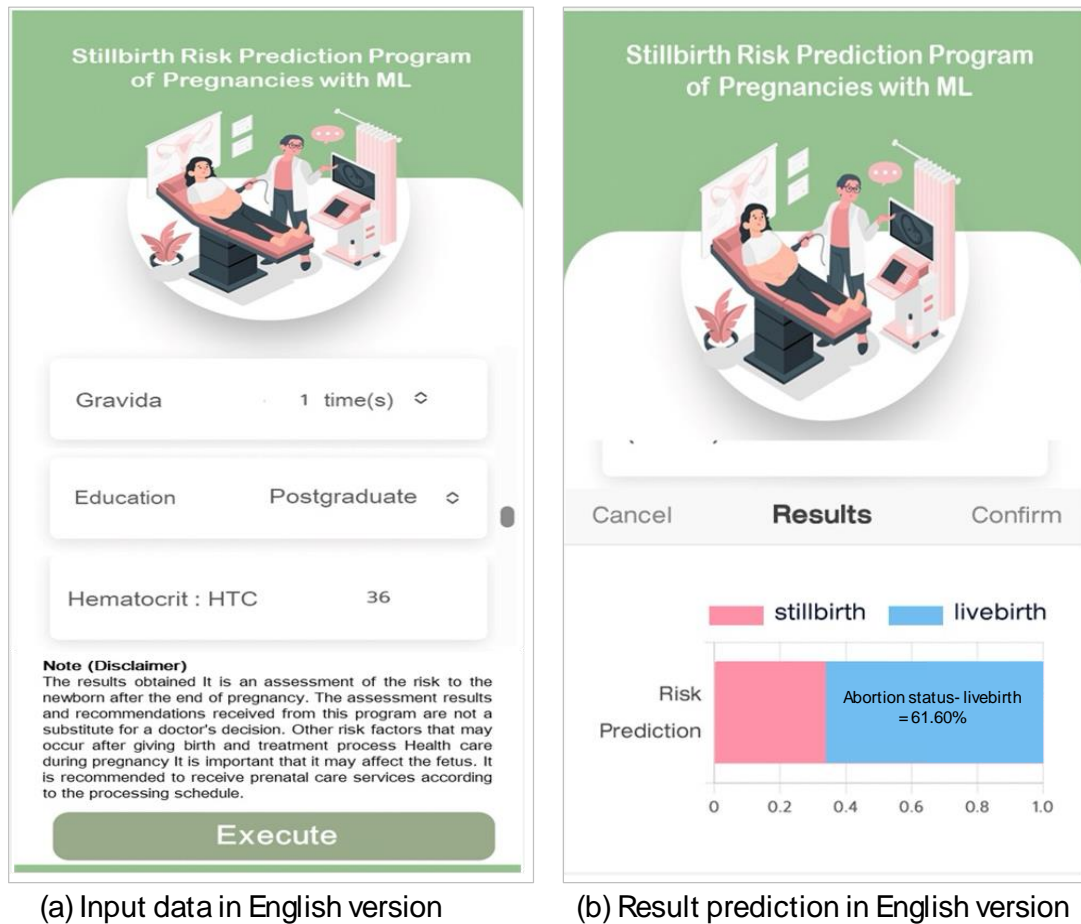 Stillbirth Risk Prediction Program
of Pregnancies with ML
Gravida 1 time(s)
Education Postgraduate
Hematocrit : HTC 36
Note (Disclaimer)
The results obtained It is an assessment of the risk to the
newborn after the end of pregnancy. The assessment results
and recommendations received from this program are not a
substitute for a doctor's decision. Other risk factors that may
occur after giving birth and treatment process Health care
during pregnancy It is important that it may affect the fetus. It
is recommended to receive prenatal care services according
to the processing schedule.
Execute
(a) Input data in English version
Stillbirth Risk Prediction Program
of Pregnancies with ML
Cancel Results Confirm
stillbirth livebirth
Risk
Prediction
Abortion status- livebirth
= 61.60%
0 0.2 0.4 0.6 0.8 1.0
(b) Result prediction in English version